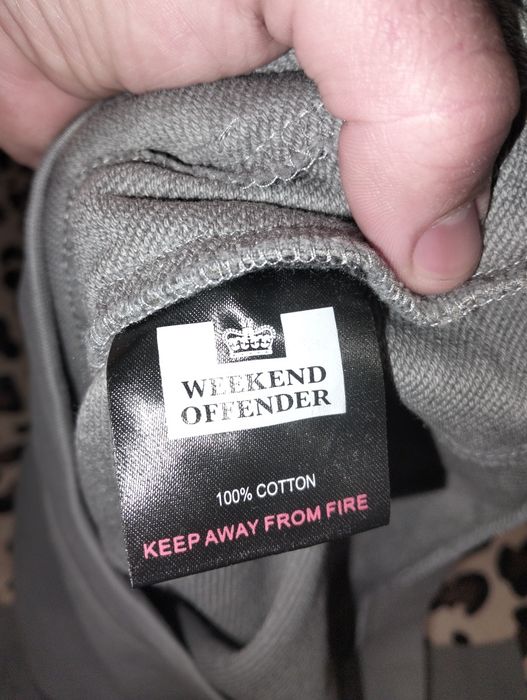 WEEKEND
OFFENDER
100% COTTON
KEEP AWAY FROM FIRE